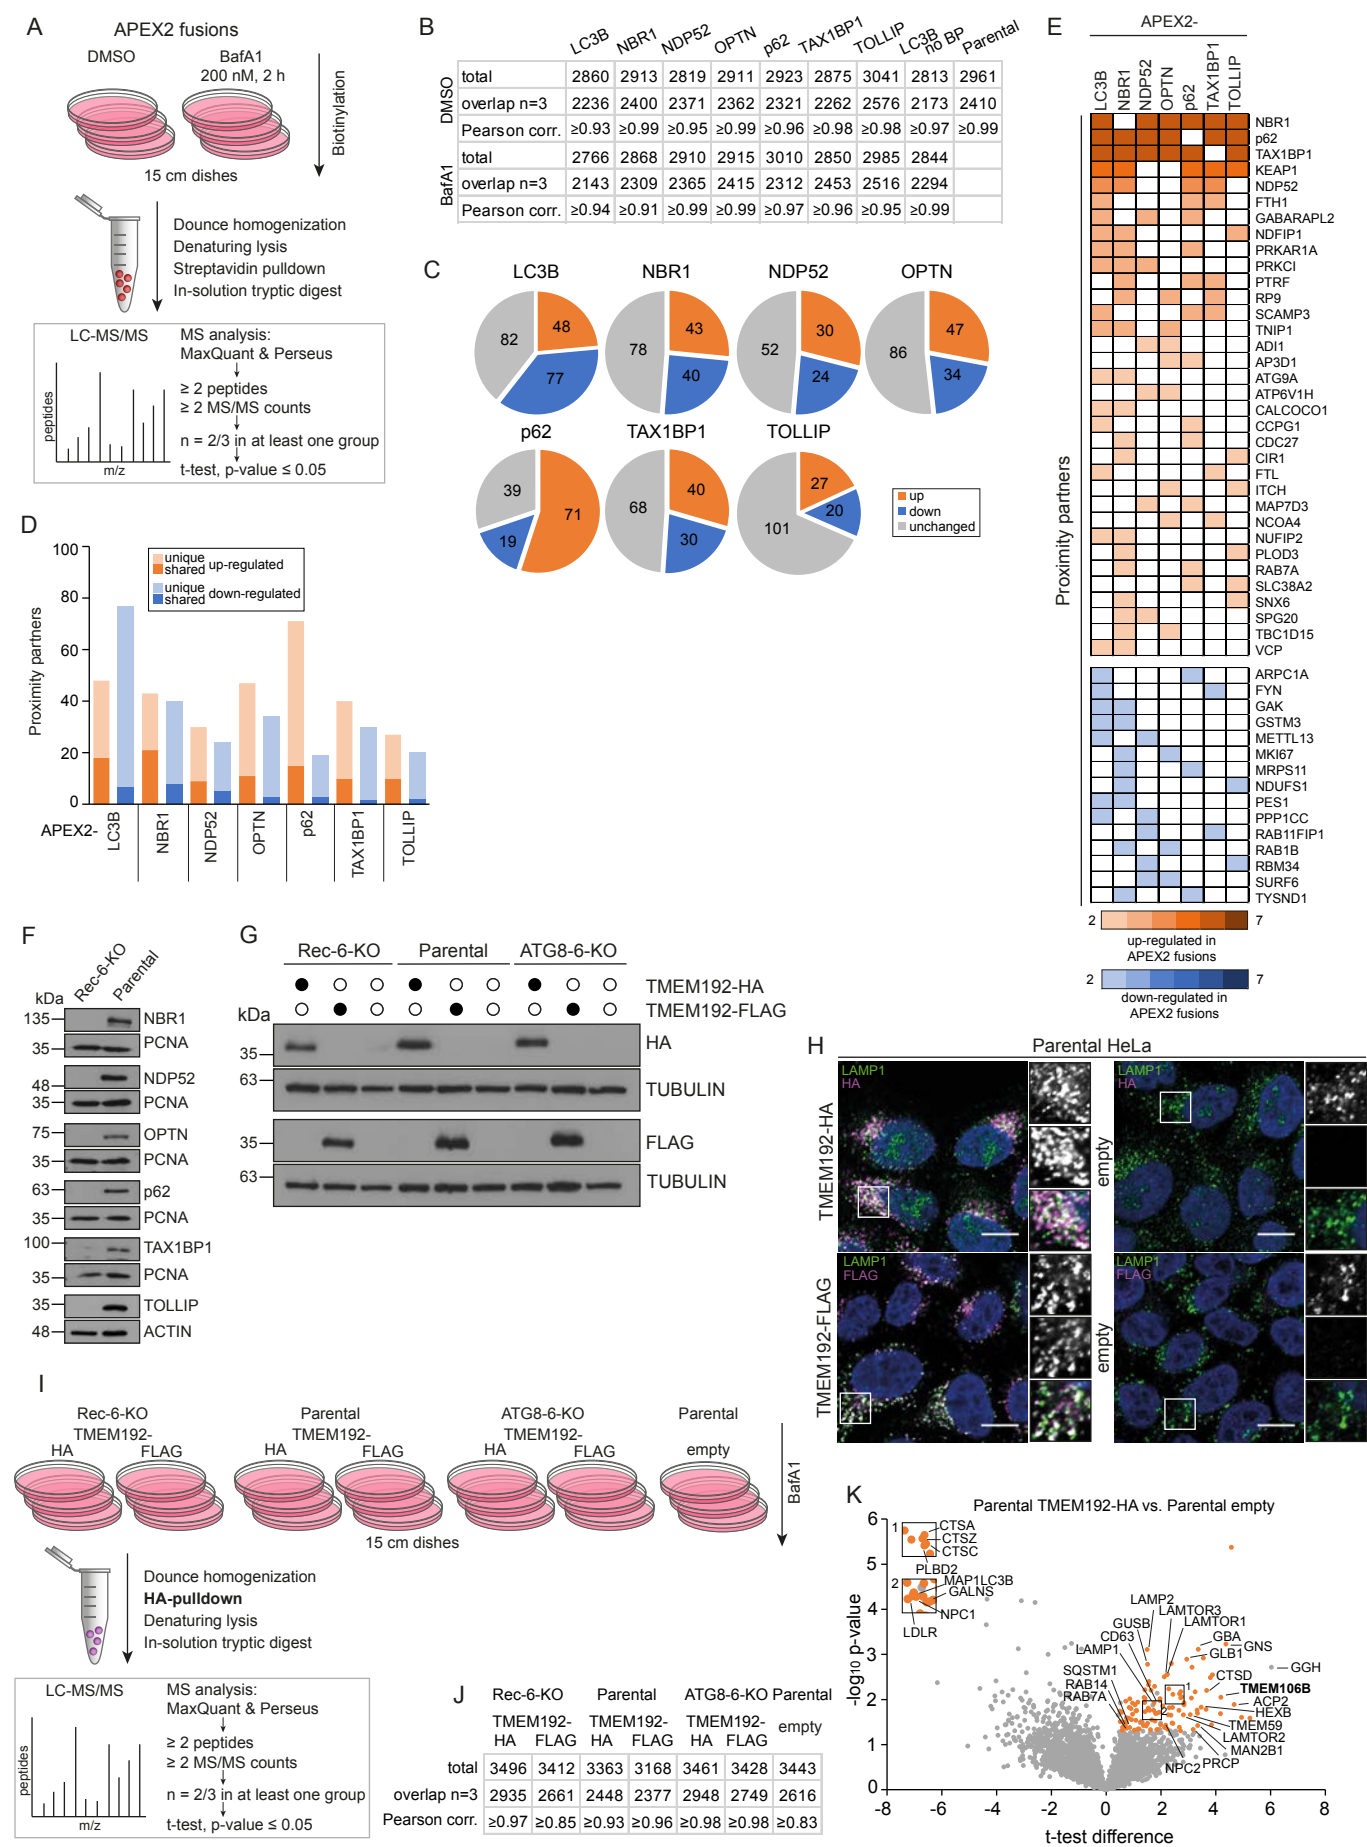 A
APEX2 fusions
DMSO
BafA1
200 nM, 2 h
15 cm dishes
Biotinylation
Dounce homogenization
Denaturing lysis
Streptavidin pulldown
In-solution tryptic digest
LC-MS/MS
peptides
m/z
MS analysis:
MaxQuant & Perseus
≥ 2 peptides
≥ 2 MS/MS counts
n = 2/3 in at least one group
t-test, p-value ≤ 0.05
B
LC3B NBR1 NDP52 OPTN p62 TAX1BP1 TOLLIP LC3B no BP Parental
DMSO
total 2860 2913 2819 2911 2923 2875 3041 2813 2961
overlap n=3 2236 2400 2371 2362 2321 2262 2576 2173 2410
Pearson corr. ≥0.93 ≥0.99 ≥0.95 ≥0.99 ≥0.96 ≥0.98 ≥0.98 ≥0.97 ≥0.99
BafA1
total 2766 2868 2910 2915 3010 2850 2985 2844
overlap n=3 2143 2309 2365 2415 2312 2453 2516 2294
Pearson corr. ≥0.94 ≥0.91 ≥0.99 ≥0.99 ≥0.97 ≥0.96 ≥0.95 ≥0.99
C
LC3B NBR1 NDP52 OPTN
82 48 77
78 43 40
52 30 24
86 47 34
p62 TAX1BP1 TOLLIP
39 71 19
68 40 30
101 27 20
up
down
unchanged
D
Proximity partners
100
80
60
40
20
0
unique
shared
up-regulated
unique
shared
down-regulated
APEX2-
LC3B NBR1 NDP52 OPTN p62 TAX1BP1 TOLLIP
E
APEX2-
LC3B NBR1 NDP52 OPTN p62 TAX1BP1 TOLLIP
Proximity partners
NBR1
p62
TAX1BP1
KEAP1
NDP52
FTH1
GABARAPL2
NDFIP1
PRKAR1A
PRKCI
PTRF
RP9
SCAMP3
TNIP1
ADI1
AP3D1
ATG9A
ATP6V1H
CALCOCO1
CCPG1
CDC27
CIR1
FTL
ITCH
MAP7D3
NCOA4
NUFIP2
PLOD3
RAB7A
SLC38A2
SNX6
SPG20
TBC1D15
VCP
ARPC1A
FYN
GAK
GSTM3
METTL13
MKI67
MRPS11
NDUFS1
PES1
PPP1CC
RAB11FIP1
RAB1B
RBM34
SURF6
TYSND1
2 7
up-regulated in
APEX2 fusions
2 7
down-regulated in
APEX2 fusions
F
Rec-6-KO Parental
kDa
135 NBR1
35 PCNA
48 NDP52
35 PCNA
75 OPTN
35 PCNA
63 p62
35 PCNA
100 TAX1BP1
35 PCNA
35 TOLLIP
48 ACTIN
G
Rec-6-KO Parental ATG8-6-KO
TMEM192-HA
TMEM192-FLAG
kDa
35 HA
63 TUBULIN
35 FLAG
63 TUBULIN
H
Parental HeLa
TMEM192-HA
LAMP1
HA
empty
LAMP1
HA
TMEM192-FLAG
LAMP1
FLAG
empty
LAMP1
FLAG
I
Rec-6-KO
TMEM192-
HA FLAG
Parental
TMEM192-
HA FLAG
ATG8-6-KO
TMEM192-
HA FLAG
Parental
empty
15 cm dishes
BafA1
Dounce homogenization
HA-pulldown
Denaturing lysis
In-solution tryptic digest
LC-MS/MS
peptides
m/z
MS analysis:
MaxQuant & Perseus
≥ 2 peptides
≥ 2 MS/MS counts
n = 2/3 in at least one group
t-test, p-value ≤ 0.05
J
Rec-6-KO Parental ATG8-6-KO Parental
TMEM192- TMEM192- TMEM192- empty
HA FLAG HA FLAG HA FLAG
total 3496 3412 3363 3168 3461 3428 3443
overlap n=3 2935 2661 2448 2377 2948 2749 2616
Pearson corr. ≥0.97 ≥0.85 ≥0.93 ≥0.96 ≥0.98 ≥0.98 ≥0.83
K
Parental TMEM192-HA vs. Parental empty
-log10 p-value
6
5
4
3
2
1
0
1
CTSA
CTSZ
CTSC
PLBD2
2
MAP1LC3B
GALNS
NPC1
LDLR
LAMP2
LAMTOR3
GUSB
LAMTOR1
CD63
GBA
LAMP1
GNS
GLB1
SQSTM1
GGH
RAB14
CTSD
RAB7A
TMEM106B
1
2
ACP2
HEXB
TMEM59
LAMTOR2
MAN2B1
PRCP
NPC2
-8 -6 -4 -2 0 2 4 6 8
t-test difference